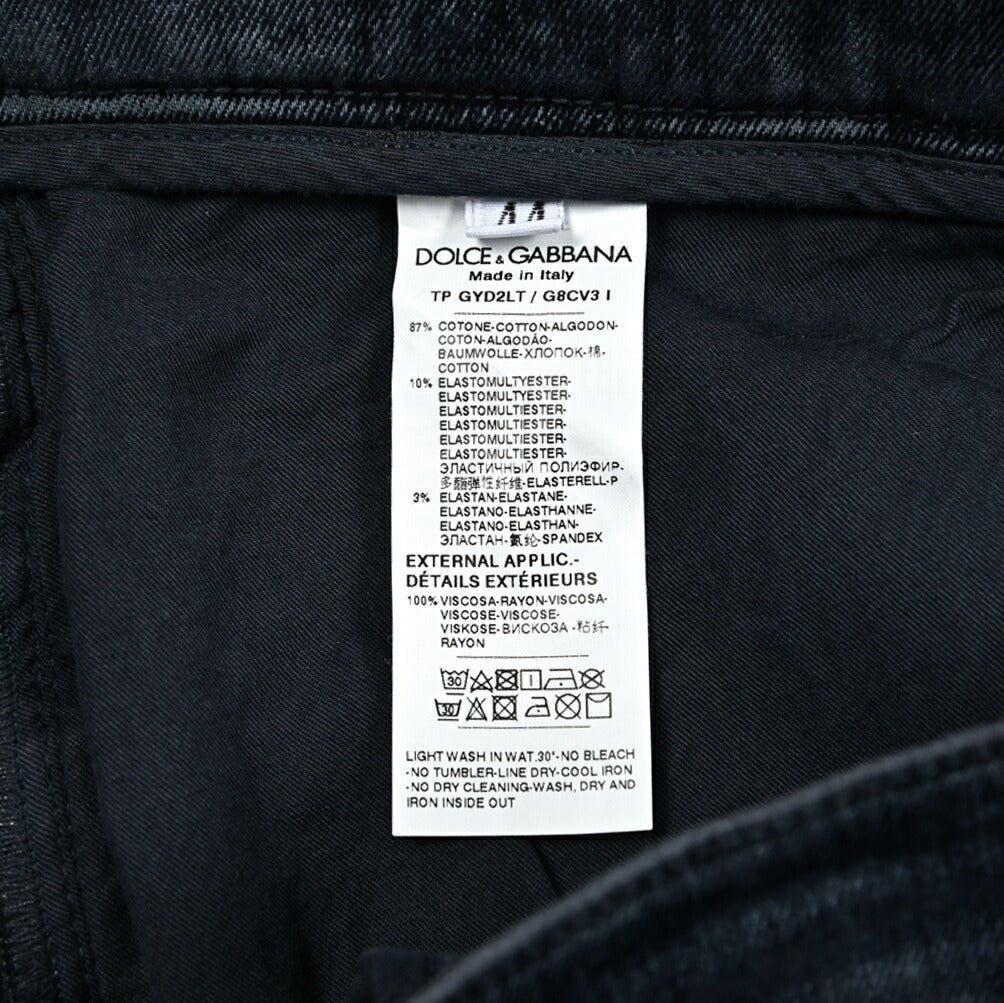 DOLCE & GABBANA
Made in Italy
TP GYD2LT / G8CV3 I
87% COTONE-COTTON-ALGODON-
COTON-ALGODÃO-
BAUMWOLLE-ХЛОПОК-棉-
COTTON
10% ELASTOMULTYESTER-
ELASTOMULTYESTER-
ELASTOMULTIESTER-
ELASTOMULTIESTER-
ELASTOMULTIESTER-
ELASTOMULTIESTER-
ЭЛАСТИЧНЫЙ ПОЛИЭФИР-
多酯弹性纤维-ELASTERELL-P
3% ELASTAN-ELASTANE-
ELASTANO-ELASTHANNE-
ELASTANO-ELASTHAN-
ЭЛАСТАН-氨纶-SPANDEX
EXTERNAL APPLIC.-
DÉTAILS EXTÉRIEURS
100% VISCOSA-RAYON-VISCOSA-
VISCOSE-VISCOSE-
VISKOSE-ВИСКОЗА -粘纤-
RAYON
30
30
LIGHT WASH IN WAT.30°-NO BLEACH
-NO TUMBLER-LINE DRY-COOL IRON
-NO DRY CLEANING-WASH, DRY AND
IRON INSIDE OUT